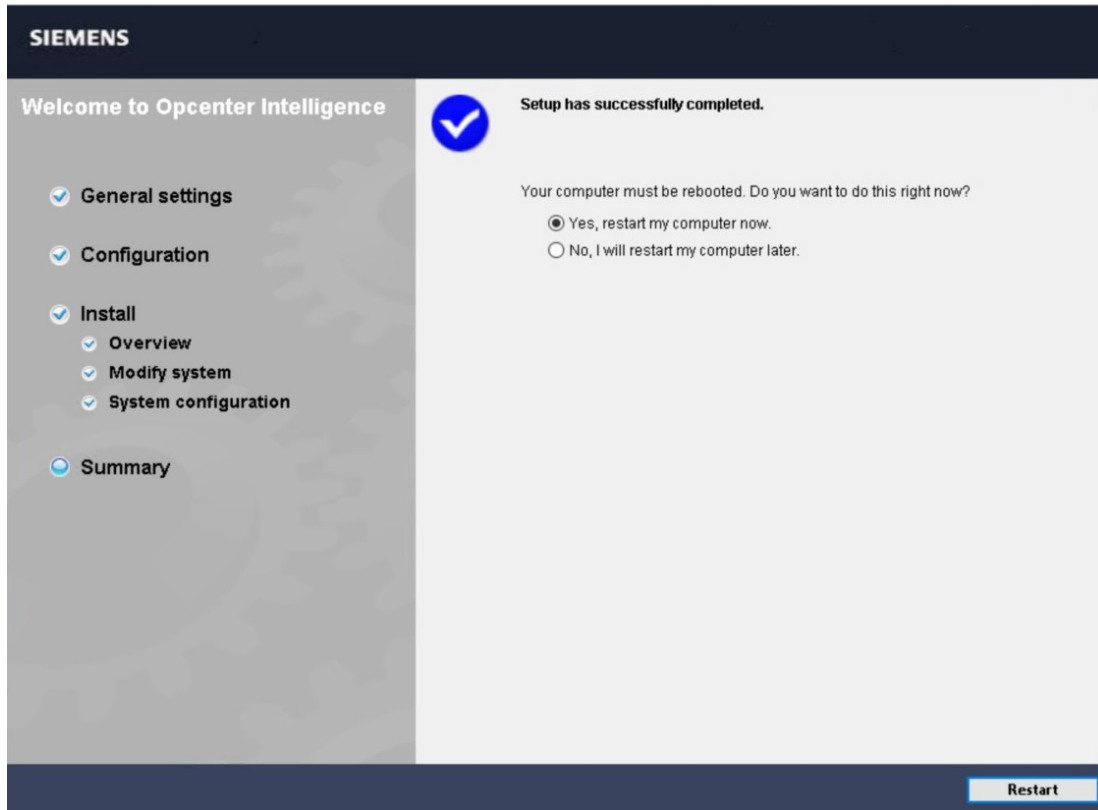 SIEMENS
Welcome to Opcenter Intelligence
General settings
Configuration
Install
Overview
Modify system
System configuration
Summary
Setup has successfully completed.
Your computer must be rebooted. Do you want to do this right now?
Yes, restart my computer now.
No, I will restart my computer later.
Restart